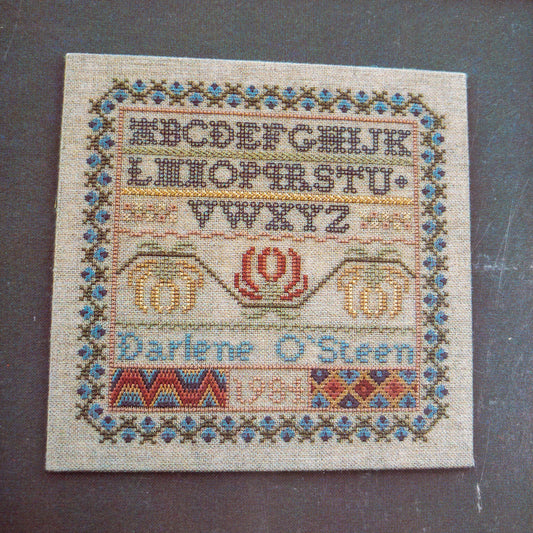 ABCDEFGHIJK
LMNOPQRSTU
VWXYZ
Darlene O'Steen
1984